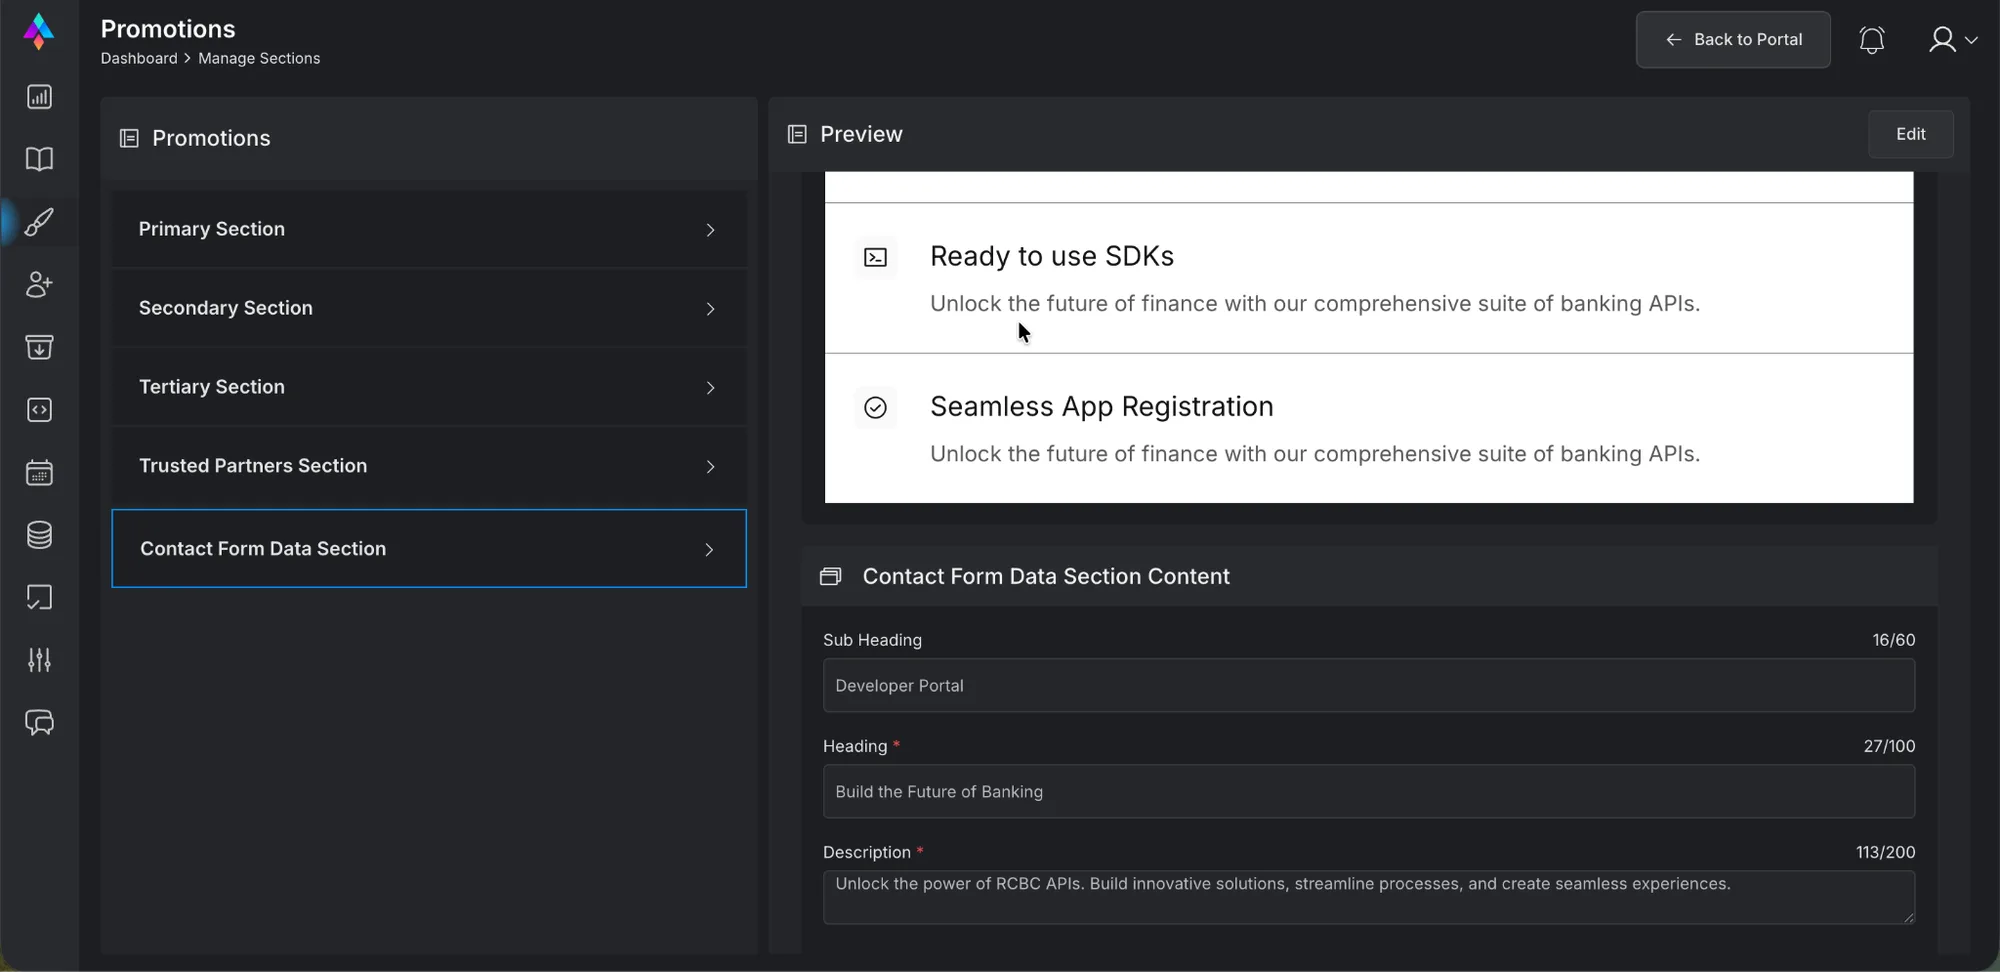 Promotions
Dashboard > Manage Sections
Back to Portal
Promotions
Primary Section
Secondary Section
Tertiary Section
Trusted Partners Section
Contact Form Data Section
Preview
Edit
Ready to use SDKs
Unlock the future of finance with our comprehensive suite of banking APIs.
Seamless App Registration
Unlock the future of finance with our comprehensive suite of banking APIs.
Contact Form Data Section Content
Sub Heading 16/60
Developer Portal
Heading * 27/100
Build the Future of Banking
Description * 113/200
Unlock the power of RCBC APIs. Build innovative solutions, streamline processes, and create seamless experiences.